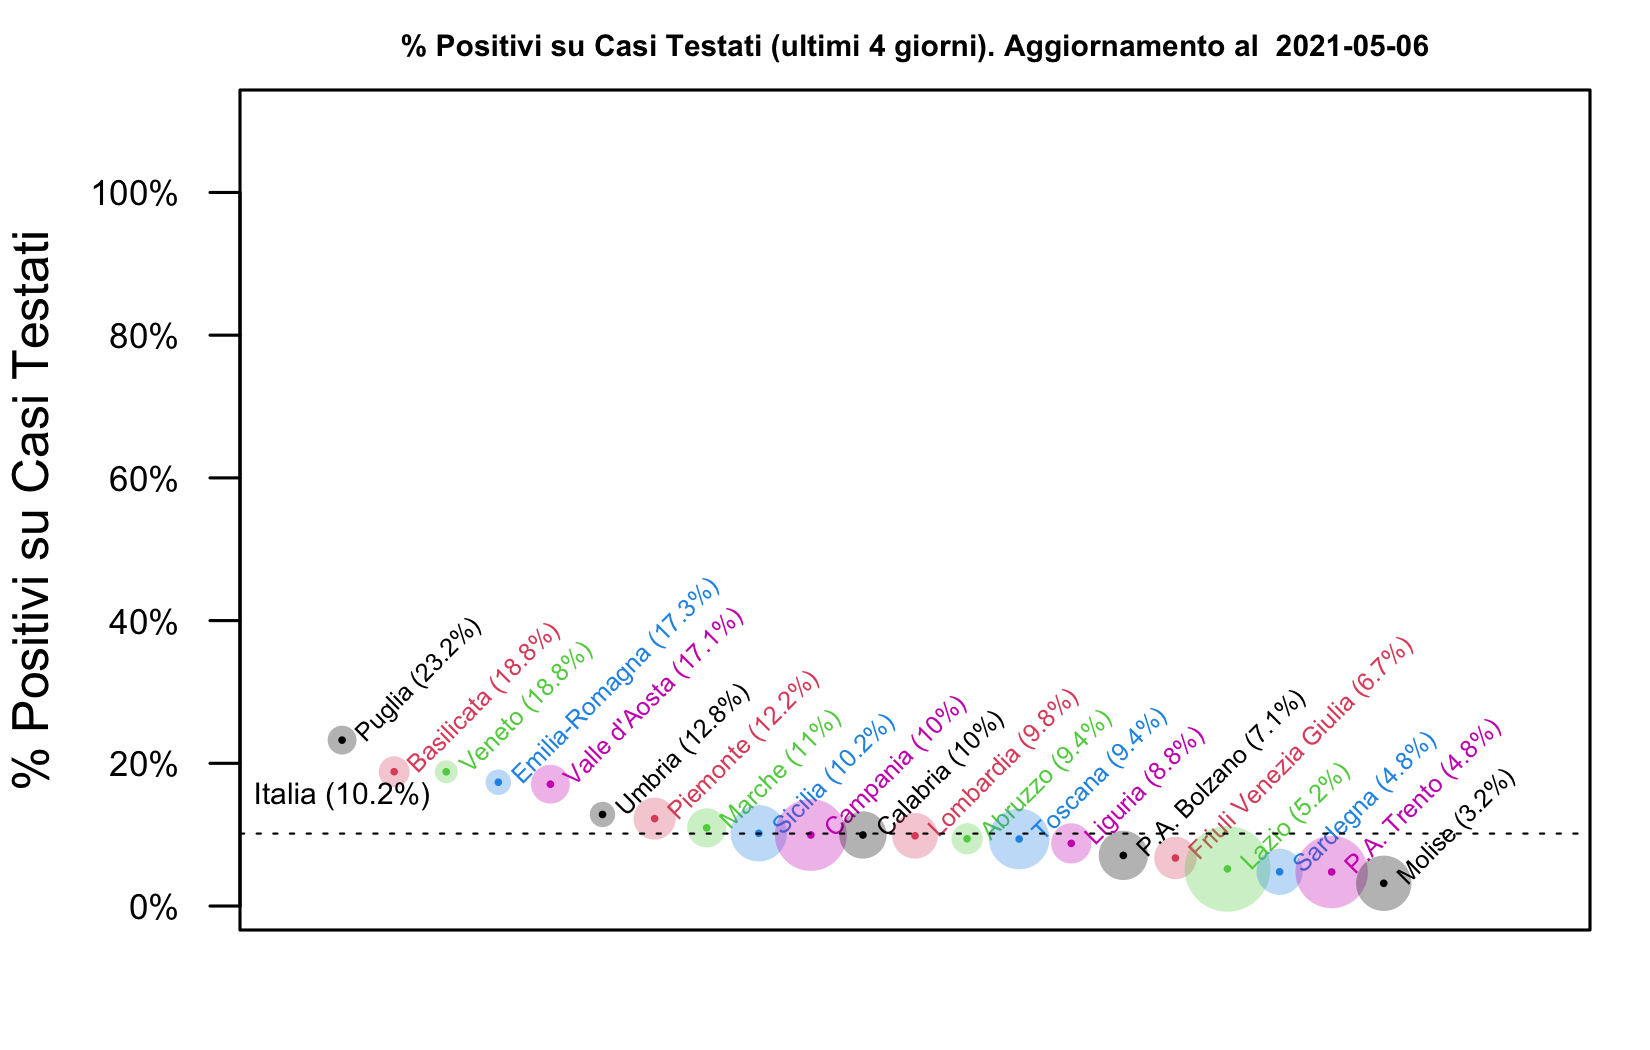 % Positivi su Casi Testati (ultimi 4 giorni). Aggiornamento al  2021-05-06
% Positivi su Casi Testati
100%
80%
60%
40%
20%
0%
Italia (10.2%)
Puglia (23.2%)
Basilicata (18.8%)
Veneto (18.8%)
Emilia-Romagna (17.3%)
Valle d'Aosta (17.1%)
Umbria (12.8%)
Piemonte (12.2%)
Marche (11%)
Sicilia (10.2%)
Campania (10%)
Calabria (10%)
Lombardia (9.8%)
Abruzzo (9.4%)
Toscana (9.4%)
Liguria (8.8%)
P.A. Bolzano (7.1%)
Friuli Venezia Giulia (6.7%)
Lazio (5.2%)
Sardegna (4.8%)
P.A. Trento (4.8%)
Molise (3.2%)